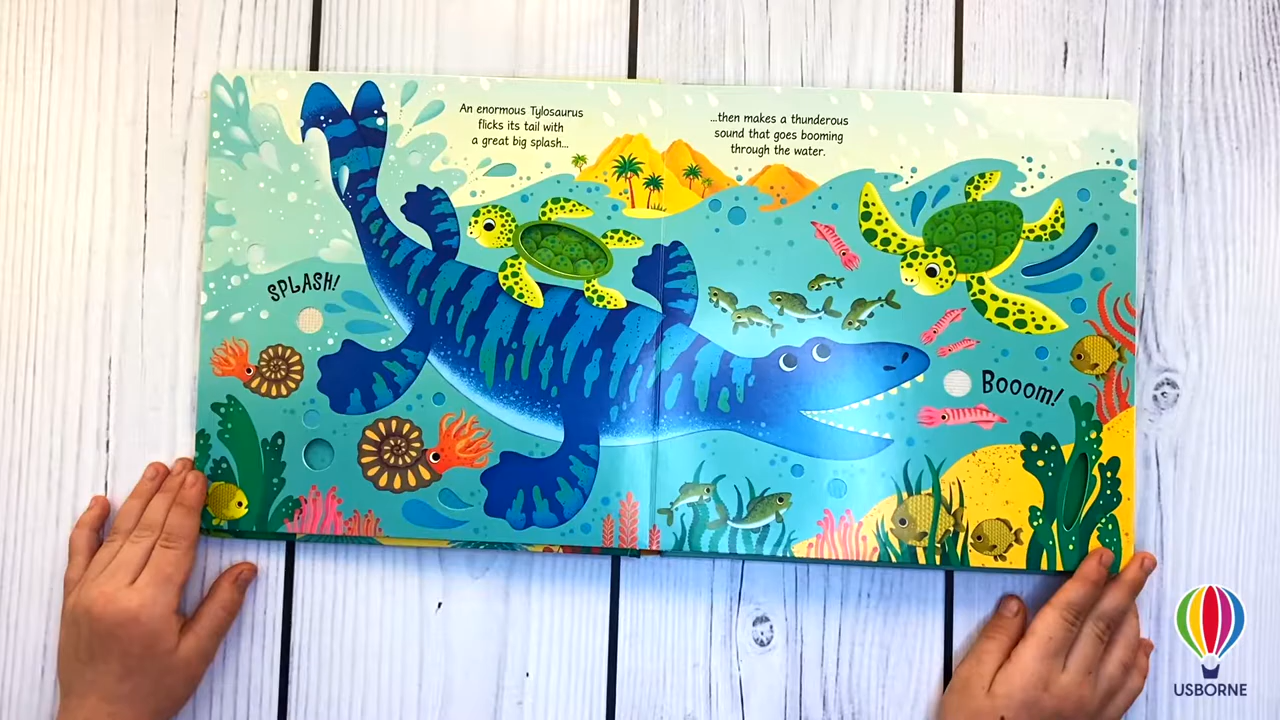 An enormous Tylosaurus
flicks its tail with
a great big splash...
...then makes a thunderous
sound that goes booming
through the water.
SPLASH!
Booom!
USBORNE